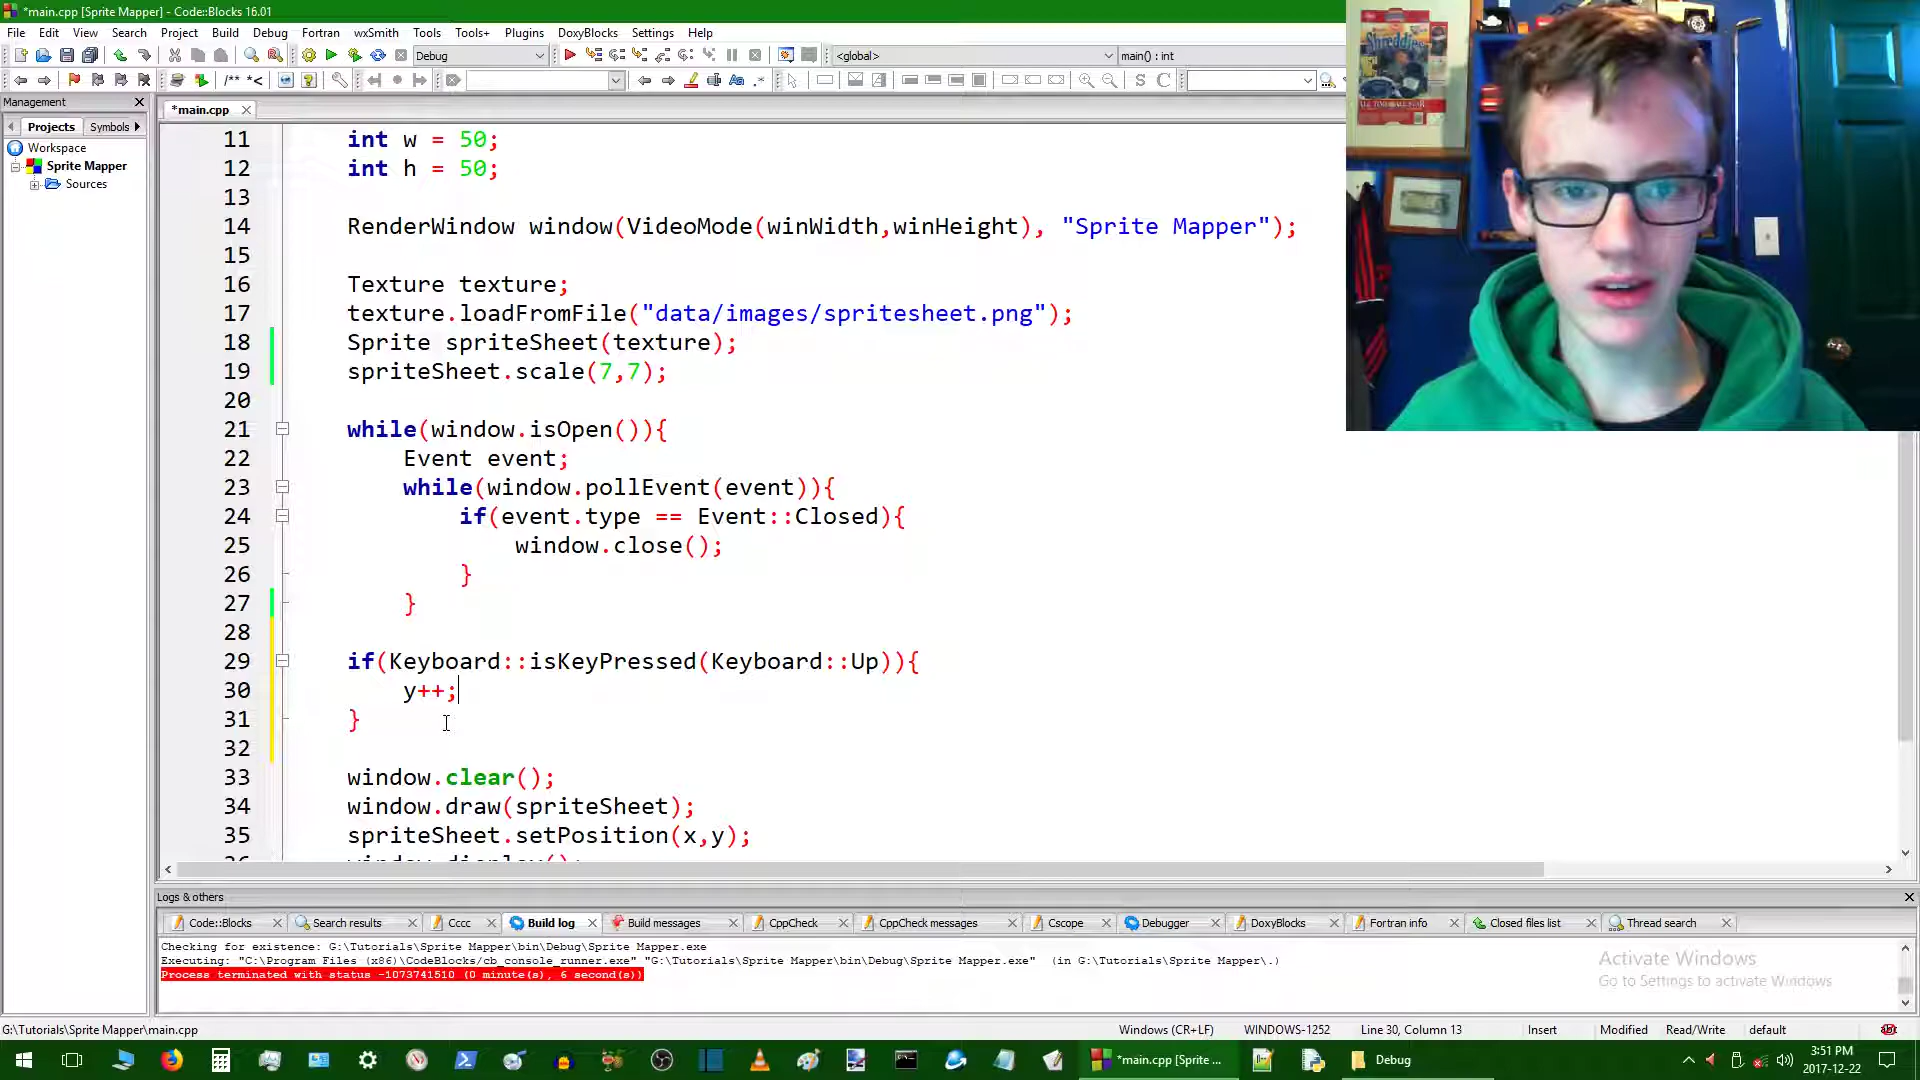 *main.cpp [Sprite Mapper] - Code::Blocks 16.01
File Edit View Search Project Build Debug Fortran wxSmith Tools Tools+ Plugins DoxyBlocks Settings Help
Debug <global> main() : int
/** *<
Management
Projects Symbols
*main.cpp
Workspace
Sprite Mapper
Sources
11 int w = 50;
12 int h = 50;
13
14 RenderWindow window(VideoMode(winWidth,winHeight), "Sprite Mapper");
15
16 Texture texture;
17 texture.loadFromFile("data/images/spritesheet.png");
18 Sprite spriteSheet(texture);
19 spriteSheet.scale(7,7);
20
21 while(window.isOpen()){
22 Event event;
23 while(window.pollEvent(event)){
24 if(event.type == Event::Closed){
25 window.close();
26 }
27 }
28
29 if(Keyboard::isKeyPressed(Keyboard::Up)){
30 y++;
31 }
32
33 window.clear();
34 window.draw(spriteSheet);
35 spriteSheet.setPosition(x,y);
36 window.display();
Shreddies
Logs & others
Code::Blocks Search results Cccc Build log Build messages CppCheck CppCheck messages Cscope Debugger DoxyBlocks Fortran info Closed files list Thread search
Checking for existence: G:\Tutorials\Sprite Mapper\bin\Debug\Sprite Mapper.exe
Executing: "C:\Program Files (x86)\CodeBlocks/cb_console_runner.exe" "G:\Tutorials\Sprite Mapper\bin\Debug\Sprite Mapper.exe" (in G:\Tutorials\Sprite Mapper\.)
Process terminated with status -1073741510 (0 minute(s), 6 second(s))
Activate Windows
Go to Settings to activate Windows
G:\Tutorials\Sprite Mapper\main.cpp Windows (CR+LF) WINDOWS-1252 Line 30, Column 13 Insert Modified Read/Write default
*main.cpp [Sprite ... Debug
3:51 PM
2017-12-22